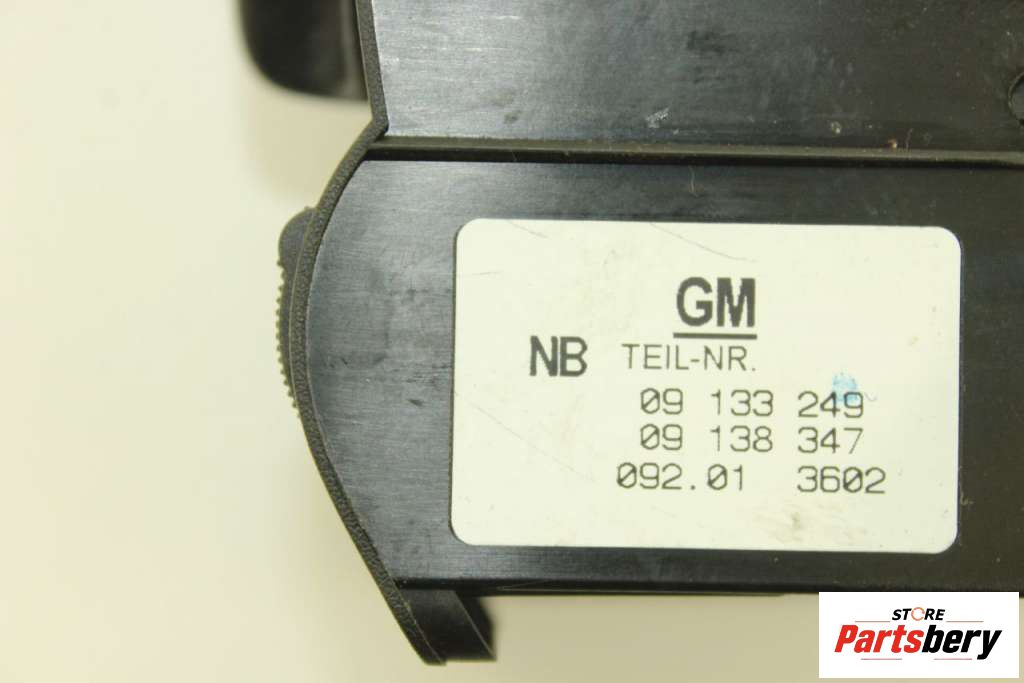 GM
NB TEIL-NR.
09 133 249
09 138 347
092.01 3602
STORE
Partsbery